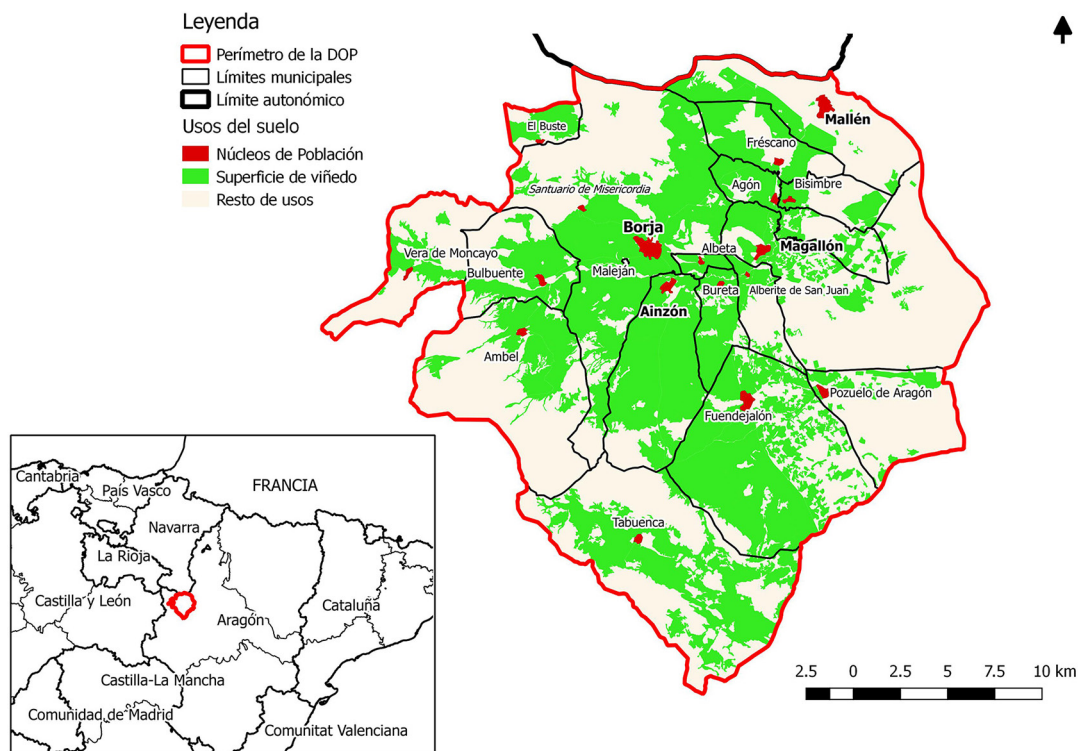 Leyenda
Perímetro de la DOP
Límites municipales
Límite autonómico
Usos del suelo
Núcleos de Población
Superficie de viñedo
Resto de usos
Mallén
El Buste
Fréscano
Agón
Bisimbre
Santuario de Misericordia
Borja
Magallón
Albeta
Vera de Moncayo
Bulbuente
Maleján
Bureta
Alberite de San Juan
Ainzón
Ambel
Pozuelo de Aragón
Fuendejalón
Tabuenca
Cantabria
País Vasco
FRANCIA
Navarra
La Rioja
Castilla y León
Aragón
Cataluña
Castilla-La Mancha
Comunidad de Madrid
Comunitat Valenciana
2.5 0 2.5 5 7.5 10 km